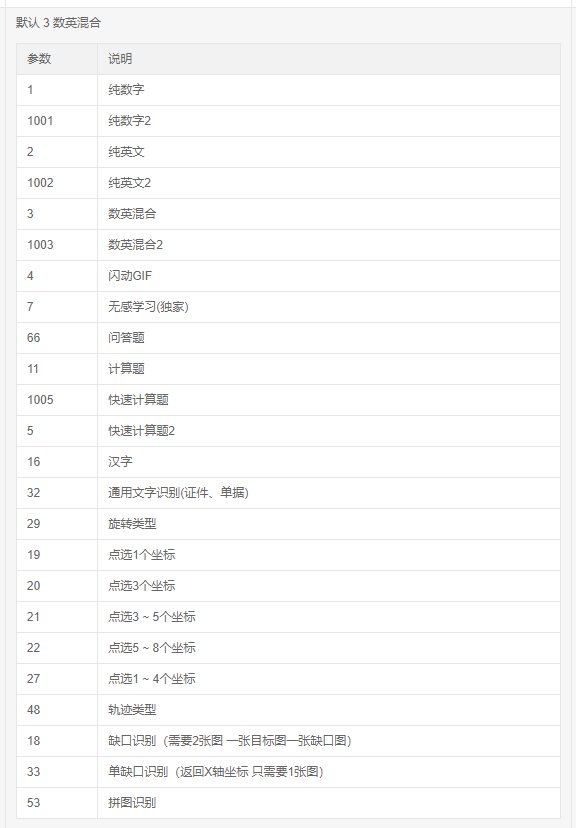 默认 3 数英混合
参数 说明
1 纯数字
1001 纯数字2
2 纯英文
1002 纯英文2
3 数英混合
1003 数英混合2
4 闪动GIF
7 无感学习(独家)
66 问答题
11 计算题
1005 快速计算题
5 快速计算题2
16 汉字
32 通用文字识别(证件、单据)
29 旋转类型
19 点选1个坐标
20 点选3个坐标
21 点选3 ~ 5个坐标
22 点选5 ~ 8个坐标
27 点选1 ~ 4个坐标
48 轨迹类型
18 缺口识别（需要2张图 一张目标图一张缺口图）
33 单缺口识别（返回X轴坐标 只需要1张图）
53 拼图识别